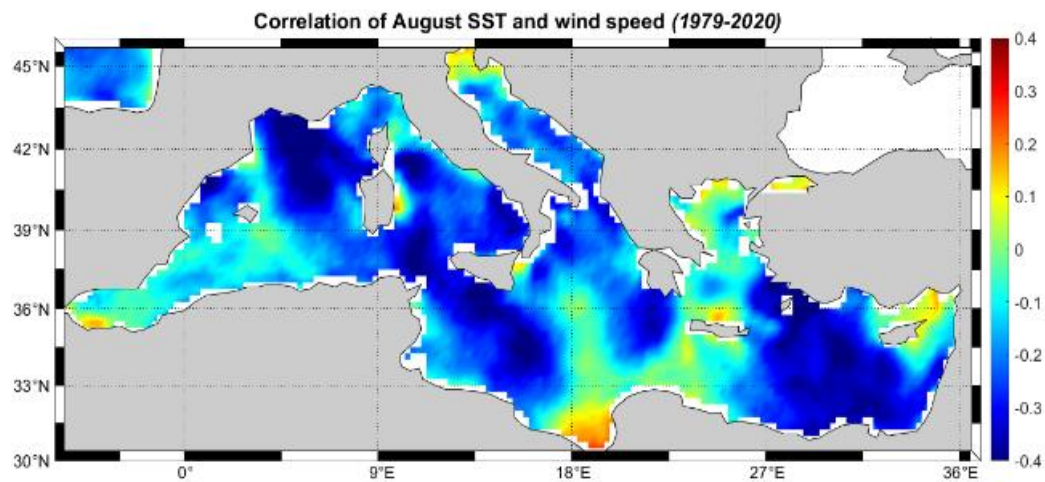 Correlation of August SST and wind speed (1979-2020)
45°N
42°N
39°N
36°N
33°N
30°N
0°
9°E
18°E
27°E
36°E
0.4
0.3
0.2
0.1
0
-0.1
-0.2
-0.3
-0.4